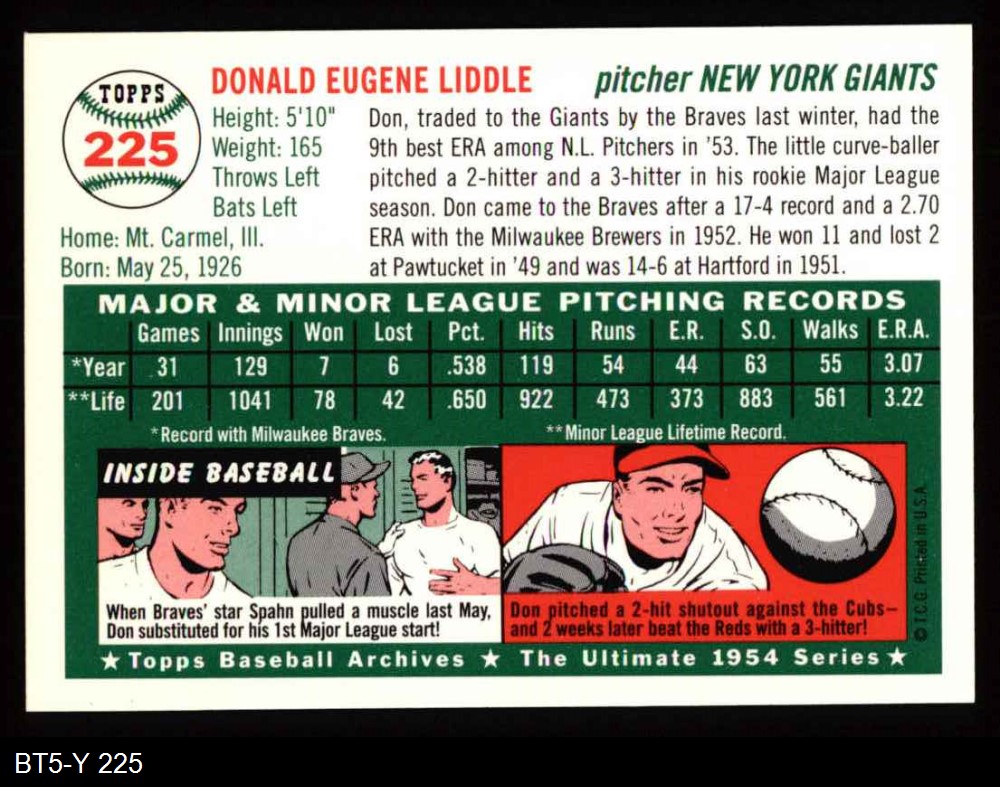 TOPPS
225
DONALD EUGENE LIDDLE
pitcher NEW YORK GIANTS
Height: 5'10"
Weight: 165
Throws Left
Bats Left
Home: Mt. Carmel, Ill.
Born: May 25, 1926
Don, traded to the Giants by the Braves last winter, had the
9th best ERA among N.L. Pitchers in '53. The little curve-baller
pitched a 2-hitter and a 3-hitter in his rookie Major League
season. Don came to the Braves after a 17-4 record and a 2.70
ERA with the Milwaukee Brewers in 1952. He won 11 and lost 2
at Pawtucket in '49 and was 14-6 at Hartford in 1951.
MAJOR & MINOR LEAGUE PITCHING RECORDS
Games Innings Won Lost Pct. Hits Runs E.R. S.O. Walks E.R.A.
*Year 31 129 7 6 .538 119 54 44 63 55 3.07
**Life 201 1041 78 42 .650 922 473 373 883 561 3.22
*Record with Milwaukee Braves. **Minor League Lifetime Record.
INSIDE BASEBALL
When Braves' star Spahn pulled a muscle last May,
Don substituted for his 1st Major League start!
Don pitched a 2-hit shutout against the Cubs—
and 2 weeks later beat the Reds with a 3-hitter!
© T.C.G. Printed in U.S.A.
★ Topps Baseball Archives ★ The Ultimate 1954 Series ★
BT5-Y 225